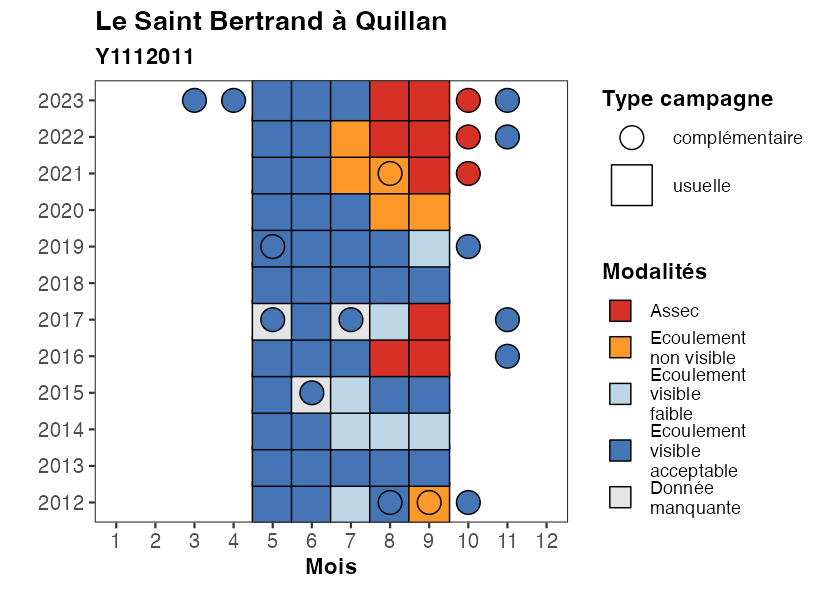 Le Saint Bertrand à Quillan
Y1112011
2023
2022
2021
2020
2019
2018
2017
2016
2015
2014
2013
2012
1 2 3 4 5 6 7 8 9 10 11 12
Mois
Type campagne
complémentaire
usuelle
Modalités
Assec
Ecoulement
non visible
Ecoulement
visible
faible
Ecoulement
visible
acceptable
Donnée
manquante